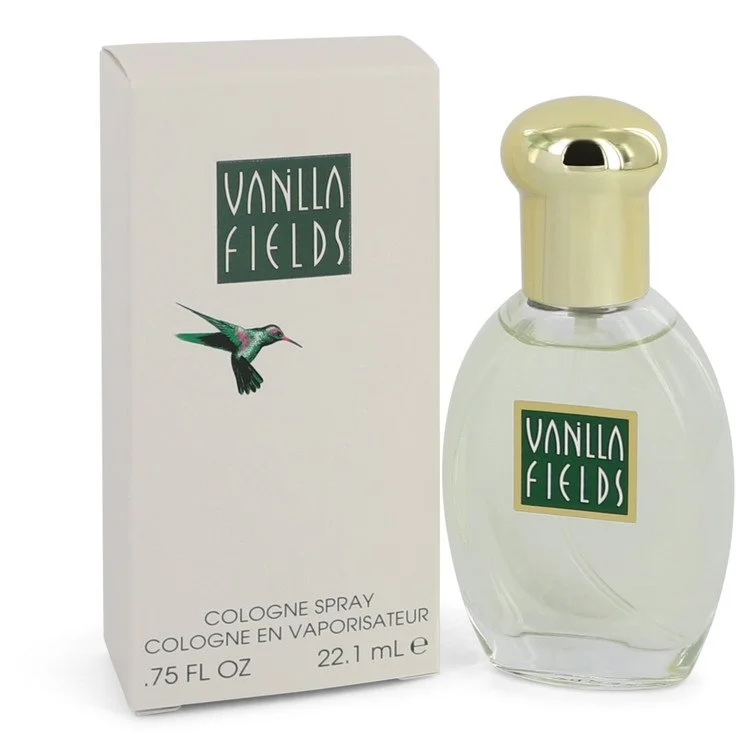 VANiLLA
FIELDS
COLOGNE SPRAY
COLOGNE EN VAPORISATEUR
.75 FL OZ 22.1 mL e
VANiLLA
FIELDS